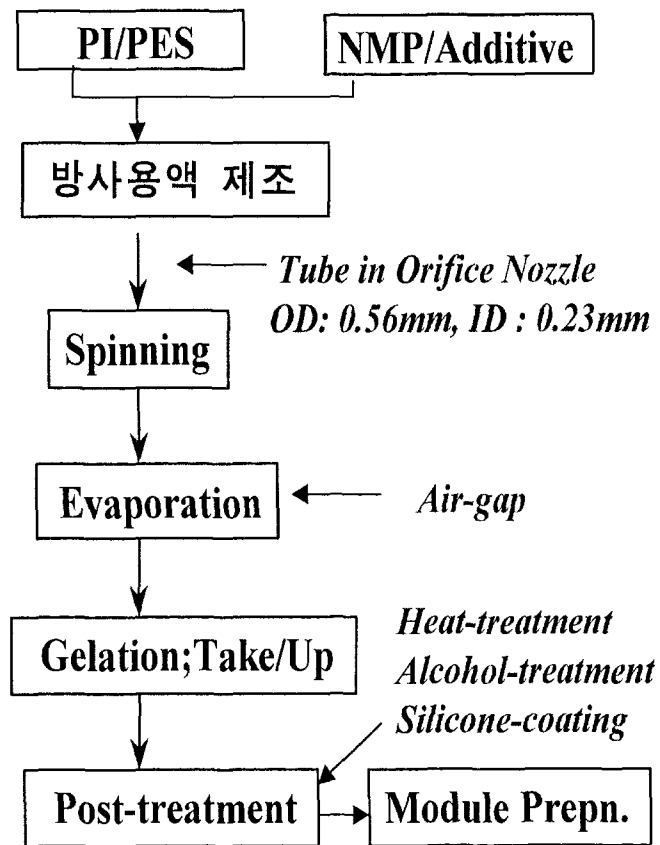 PI/PES
NMP/Additive
방사용액 제조
Tube in Orifice Nozzle
OD: 0.56mm, ID : 0.23mm
Spinning
Evaporation
Air-gap
Gelation;Take/Up
Heat-treatment
Alcohol-treatment
Silicone-coating
Post-treatment
Module Prepn.